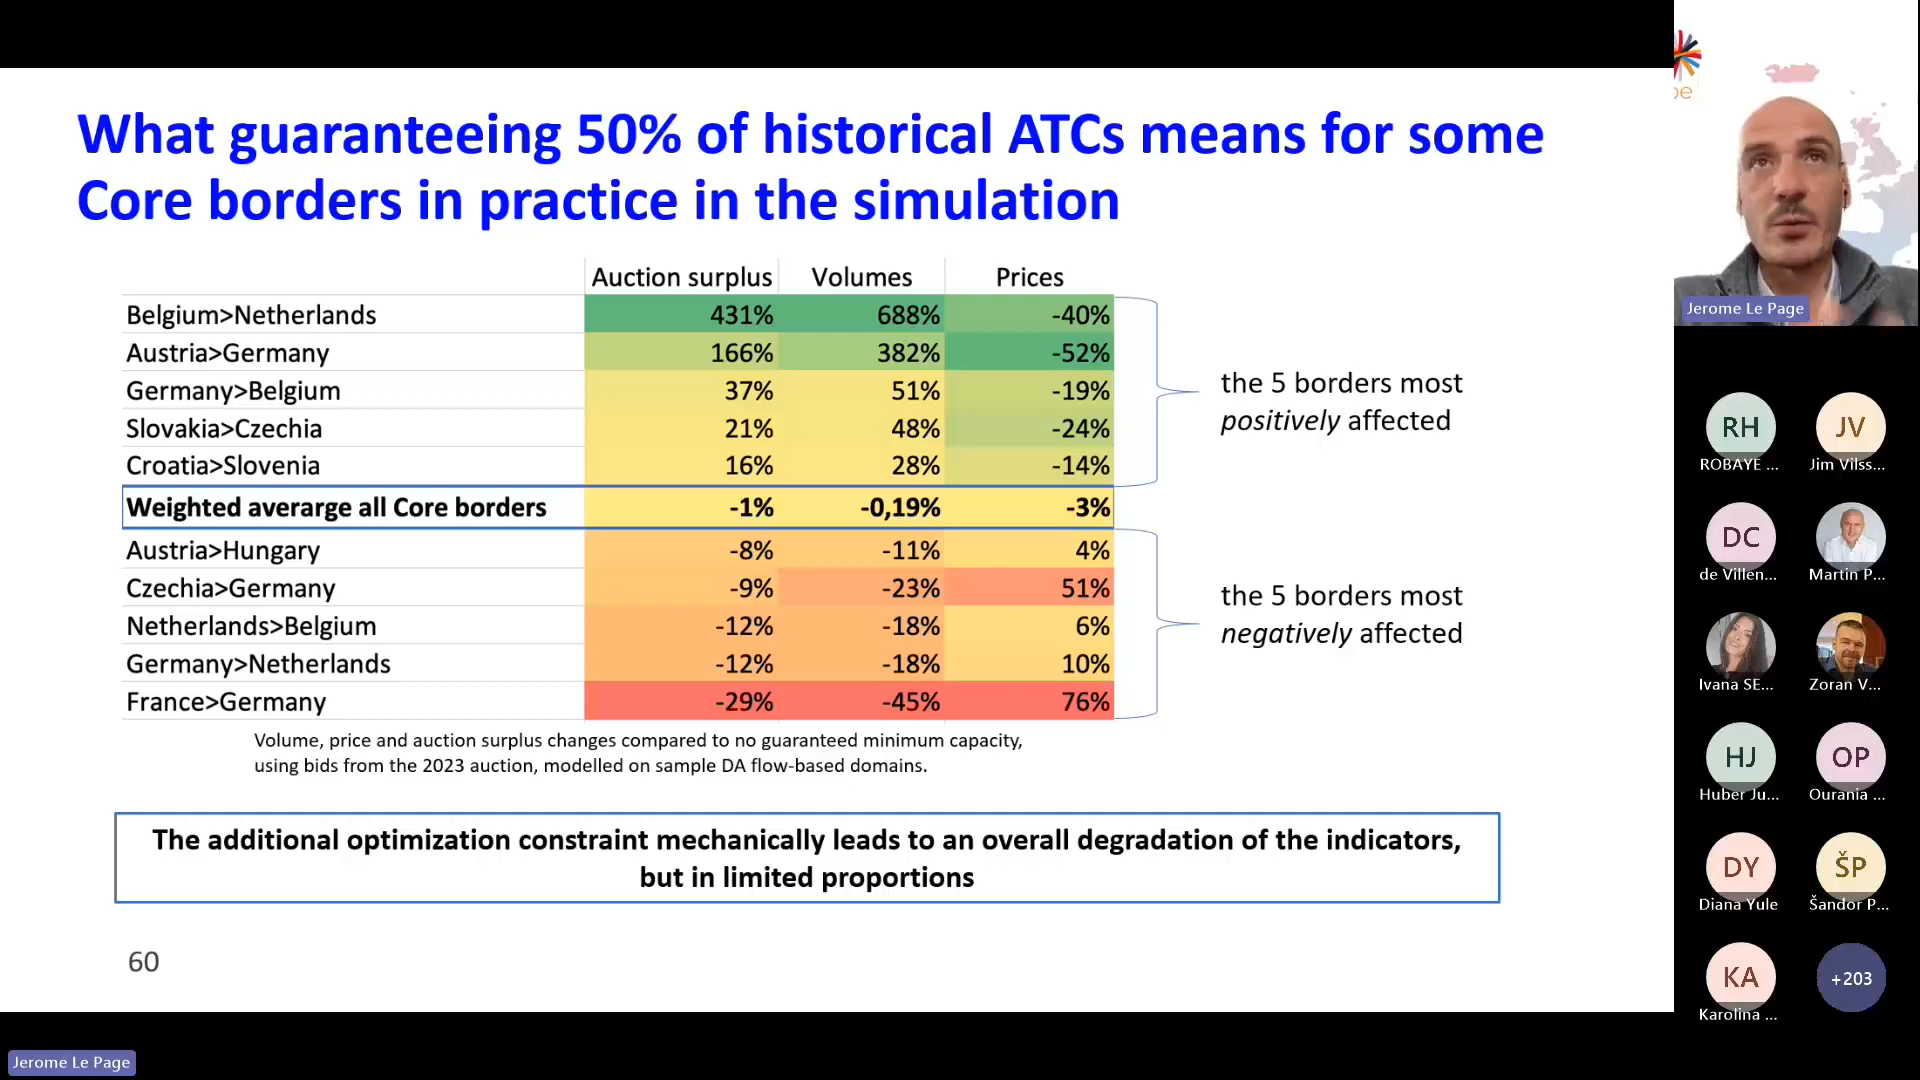 What guaranteeing 50% of historical ATCs means for some
Core borders in practice in the simulation
Auction surplus Volumes Prices
Belgium>Netherlands 431% 688% -40%
Austria>Germany 166% 382% -52%
Germany>Belgium 37% 51% -19%
Slovakia>Czechia 21% 48% -24%
Croatia>Slovenia 16% 28% -14%
Weighted averarge all Core borders -1% -0,19% -3%
Austria>Hungary -8% -11% 4%
Czechia>Germany -9% -23% 51%
Netherlands>Belgium -12% -18% 6%
Germany>Netherlands -12% -18% 10%
France>Germany -29% -45% 76%
the 5 borders most
positively affected
the 5 borders most
negatively affected
Volume, price and auction surplus changes compared to no guaranteed minimum capacity,
using bids from the 2023 auction, modelled on sample DA flow-based domains.
The additional optimization constraint mechanically leads to an overall degradation of the indicators,
but in limited proportions
60
Jerome Le Page
Jerome Le Page
RH JV
ROBAYE ... Jim Vilss...
DC
de Villen... Martin P...
Ivana SE... Zoran V...
HJ OP
Huber Ju... Ourania ...
DY ŠP
Diana Yule Šandor P...
KA +203
Karolina ...